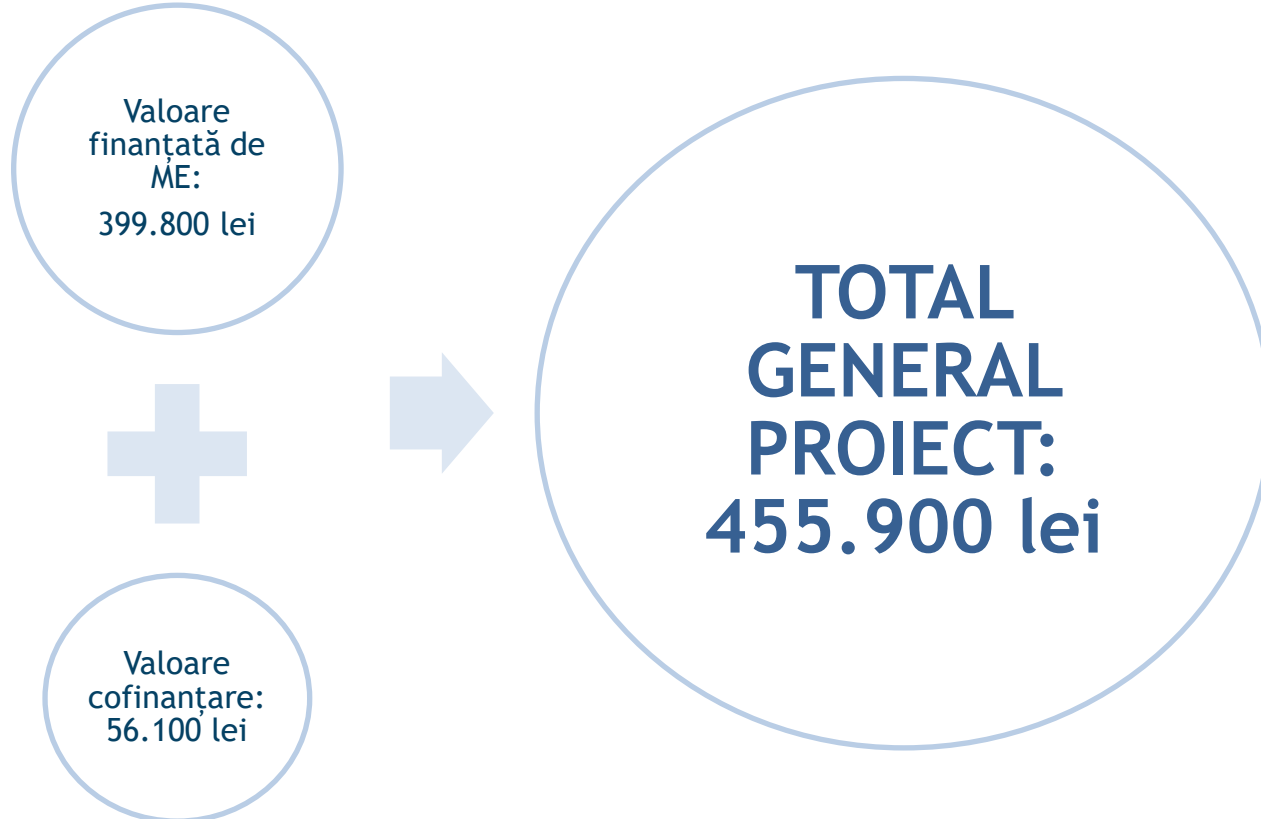 Valoare
finanțată de
ME:
399.800 lei
Valoare
cofinanțare:
56.100 lei
TOTAL
GENERAL
PROIECT:
455.900 lei